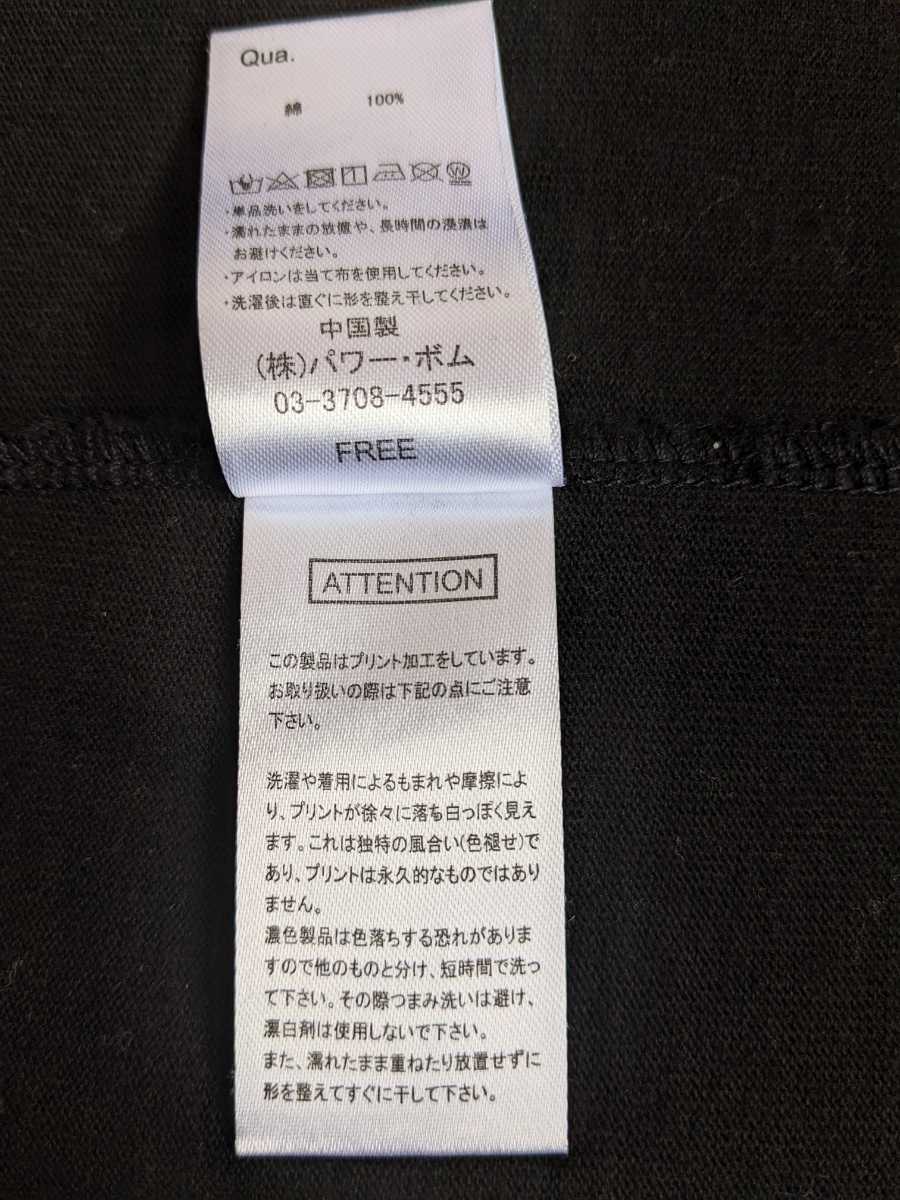 Qua.
綿 100%
・単品洗いをしてください。
・濡れたままの放置や、長時間の浸漬は
お避けください。
・アイロンは当て布を使用してください。
・洗濯後は直ぐに形を整え干してください。
中国製
(株)パワー・ボム
03-3708-4555
FREE
ATTENTION
この製品はプリント加工をしています。
お取り扱いの際は下記の点にご注意
下さい。
洗濯や着用によるもまれや摩擦によ
り、プリントが徐々に落ち白っぽく見え
ます。これは独特の風合い(色褪せ)で
あり、プリントは永久的なものではあり
ません。
濃色製品は色落ちする恐れがありま
すので他のものと分け、短時間で洗っ
て下さい。その際つまみ洗いは避け、
漂白剤は使用しないで下さい。
また、濡れたまま重ねたり放置せずに
形を整えてすぐに干して下さい。